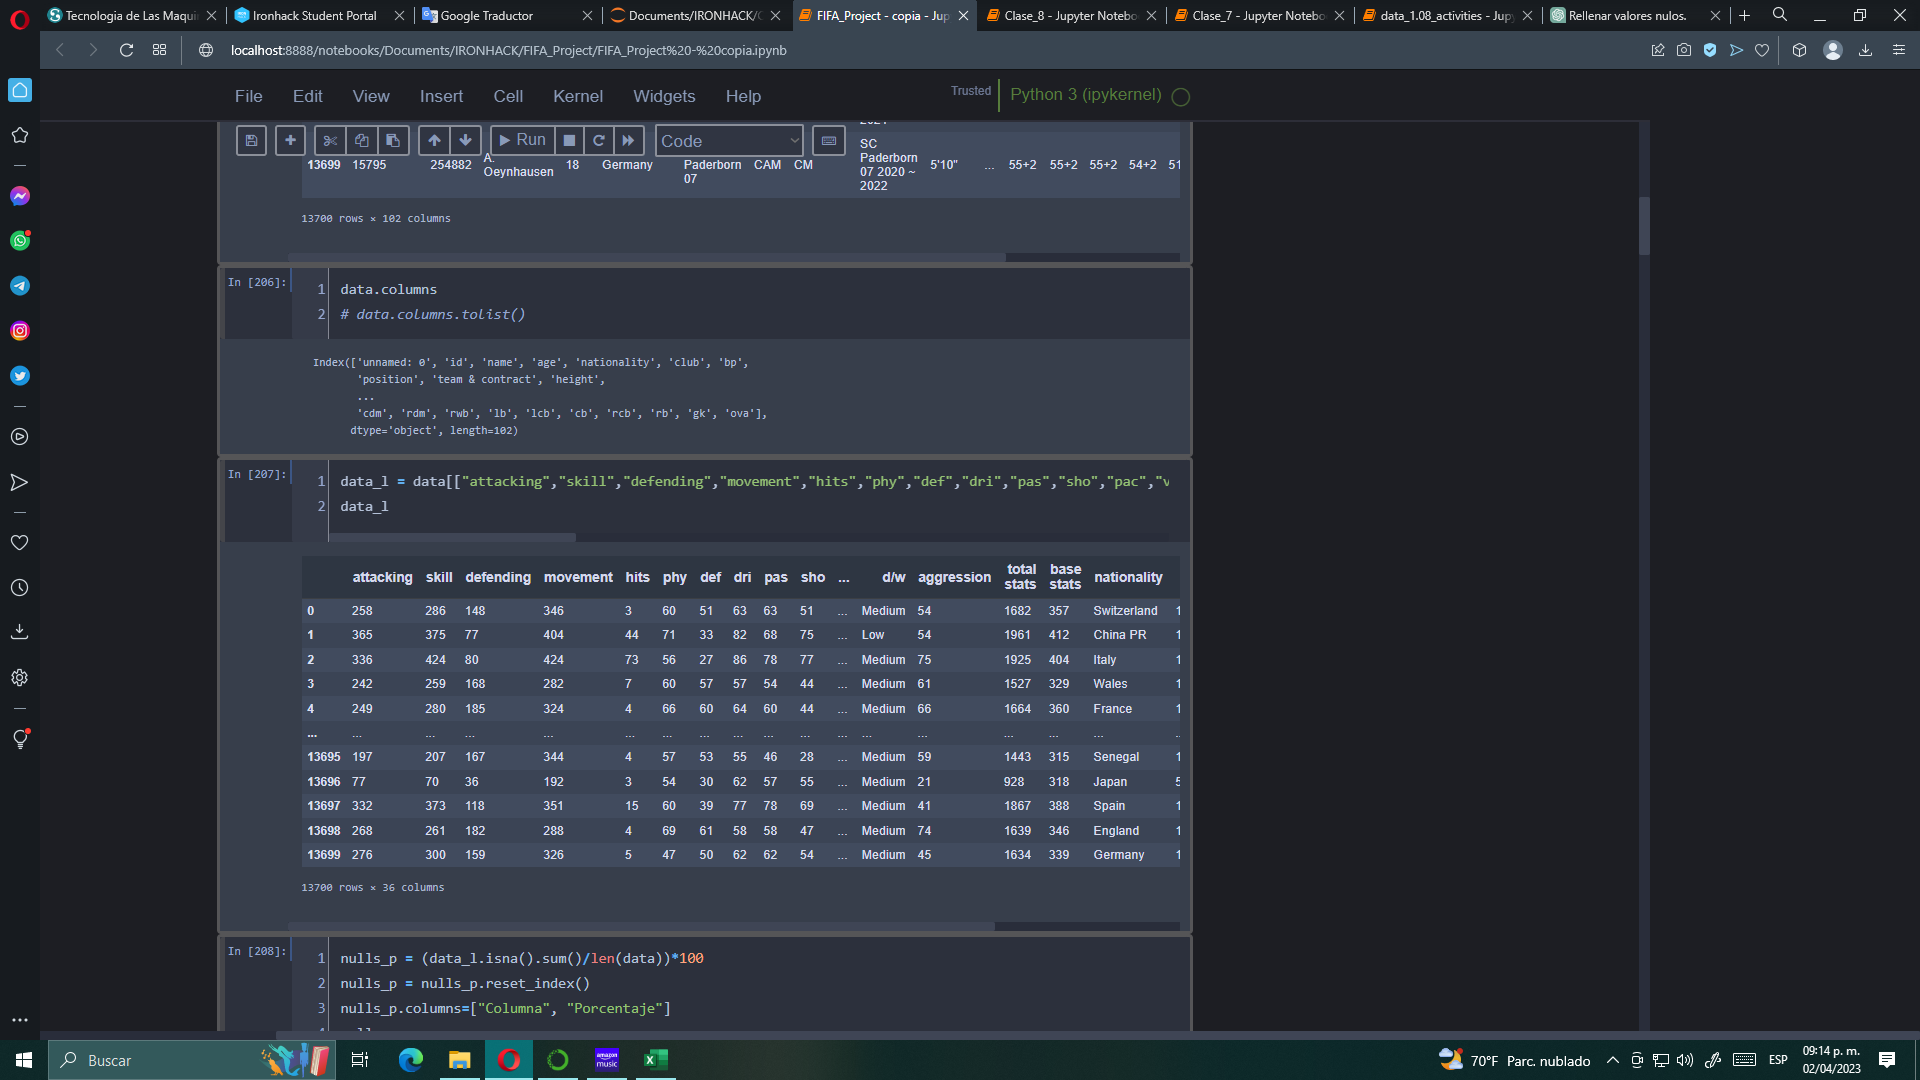 Tecnologia de Las Maqui
Ironhack Student Portal
Google Traductor
Documents/IRONHACK/
FIFA_Project - copia - Jup
Clase_8 - Jupyter Notebo
Clase_7 - Jupyter Notebo
data_1.08_activities - Jup
Rellenar valores nulos.
localhost:8888/notebooks/Documents/IRONHACK/FIFA_Project/FIFA_Project%20-%20copia.ipynb
File Edit View Insert Cell Kernel Widgets Help
Trusted
Python 3 (ipykernel)
Run
Code
13699 15795 254882 A. Oeynhausen 18 Germany Paderborn 07 CAM CM SC Paderborn 07 2020 ~ 2022 5'10" ... 55+2 55+2 55+2 54+2 51
13700 rows × 102 columns
In [206]:
1 data.columns
2 # data.columns.tolist()
Index(['unnamed: 0', 'id', 'name', 'age', 'nationality', 'club', 'bp',
'position', 'team & contract', 'height',
...
'cdm', 'rdm', 'rwb', 'lb', 'lcb', 'cb', 'rcb', 'rb', 'gk', 'ova'],
dtype='object', length=102)
In [207]:
1 data_l = data[["attacking","skill","defending","movement","hits","phy","def","dri","pas","sho","pac","v
2 data_l
attacking skill defending movement hits phy def dri pas sho ... d/w aggression total stats base stats nationality
0 258 286 148 346 3 60 51 63 63 51 ... Medium 54 1682 357 Switzerland 1
1 365 375 77 404 44 71 33 82 68 75 ... Low 54 1961 412 China PR 1
2 336 424 80 424 73 56 27 86 78 77 ... Medium 75 1925 404 Italy 1
3 242 259 168 282 7 60 57 57 54 44 ... Medium 61 1527 329 Wales 1
4 249 280 185 324 4 66 60 64 60 44 ... Medium 66 1664 360 France 1
... ... ... ... ... ... ... ... ... ... ... ... ... ... ... ... ... ..
13695 197 207 167 344 4 57 53 55 46 28 ... Medium 59 1443 315 Senegal 1
13696 77 70 36 192 3 54 30 62 57 55 ... Medium 21 928 318 Japan 5
13697 332 373 118 351 15 60 39 77 78 69 ... Medium 41 1867 388 Spain 1
13698 268 261 182 288 4 69 61 58 58 47 ... Medium 74 1639 346 England 1
13699 276 300 159 326 5 47 50 62 62 54 ... Medium 45 1634 339 Germany 1
13700 rows × 36 columns
In [208]:
1 nulls_p = (data_l.isna().sum()/len(data))*100
2 nulls_p = nulls_p.reset_index()
3 nulls_p.columns=["Columna", "Porcentaje"]
Buscar
amazon music
70°F Parc. nublado
ESP
09:14 p. m.
02/04/2023